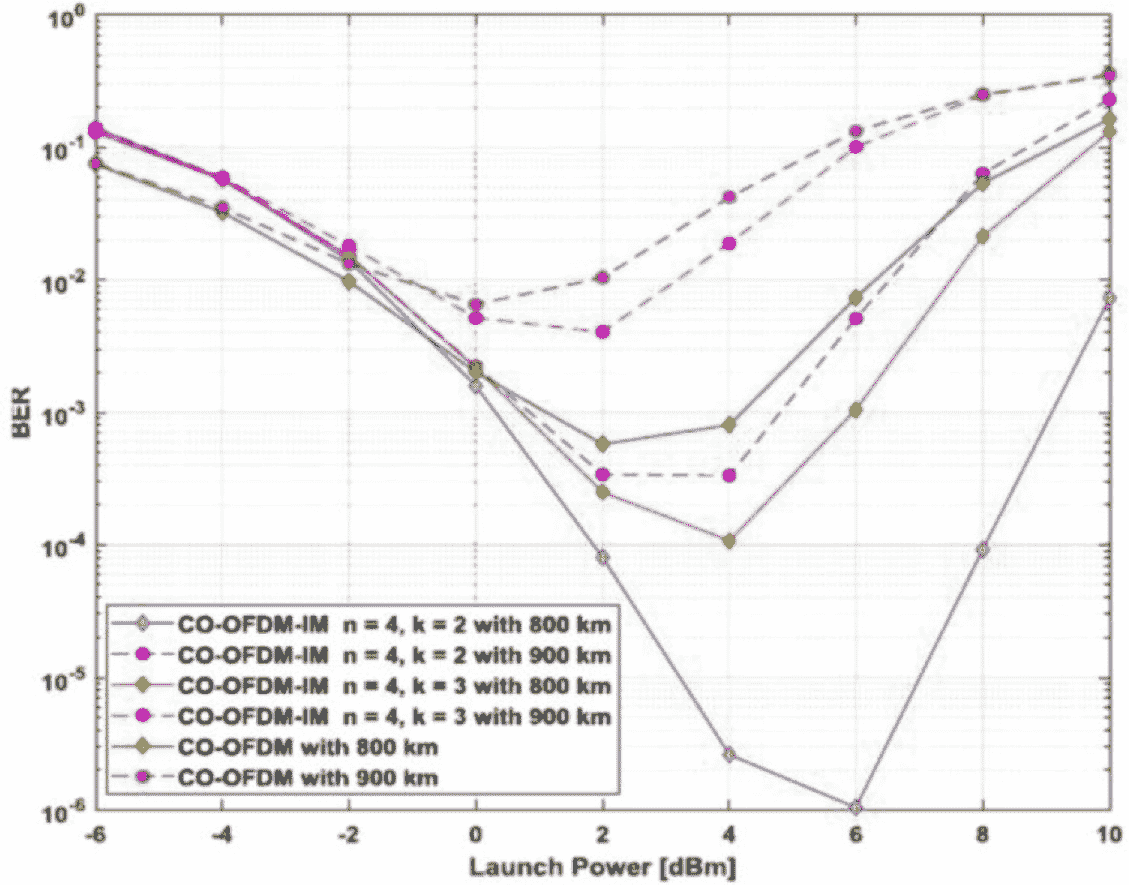 10^0
10^-1
10^-2
10^-3
10^-4
10^-5
10^-6
BER
CO-OFDM-IM n = 4, k = 2 with 800 km
CO-OFDM-IM n = 4, k = 2 with 900 km
CO-OFDM-IM n = 4, k = 3 with 800 km
CO-OFDM-IM n = 4, k = 3 with 900 km
CO-OFDM with 800 km
CO-OFDM with 900 km
-6 -4 -2 0 2 4 6 8 10
Launch Power [dBm]